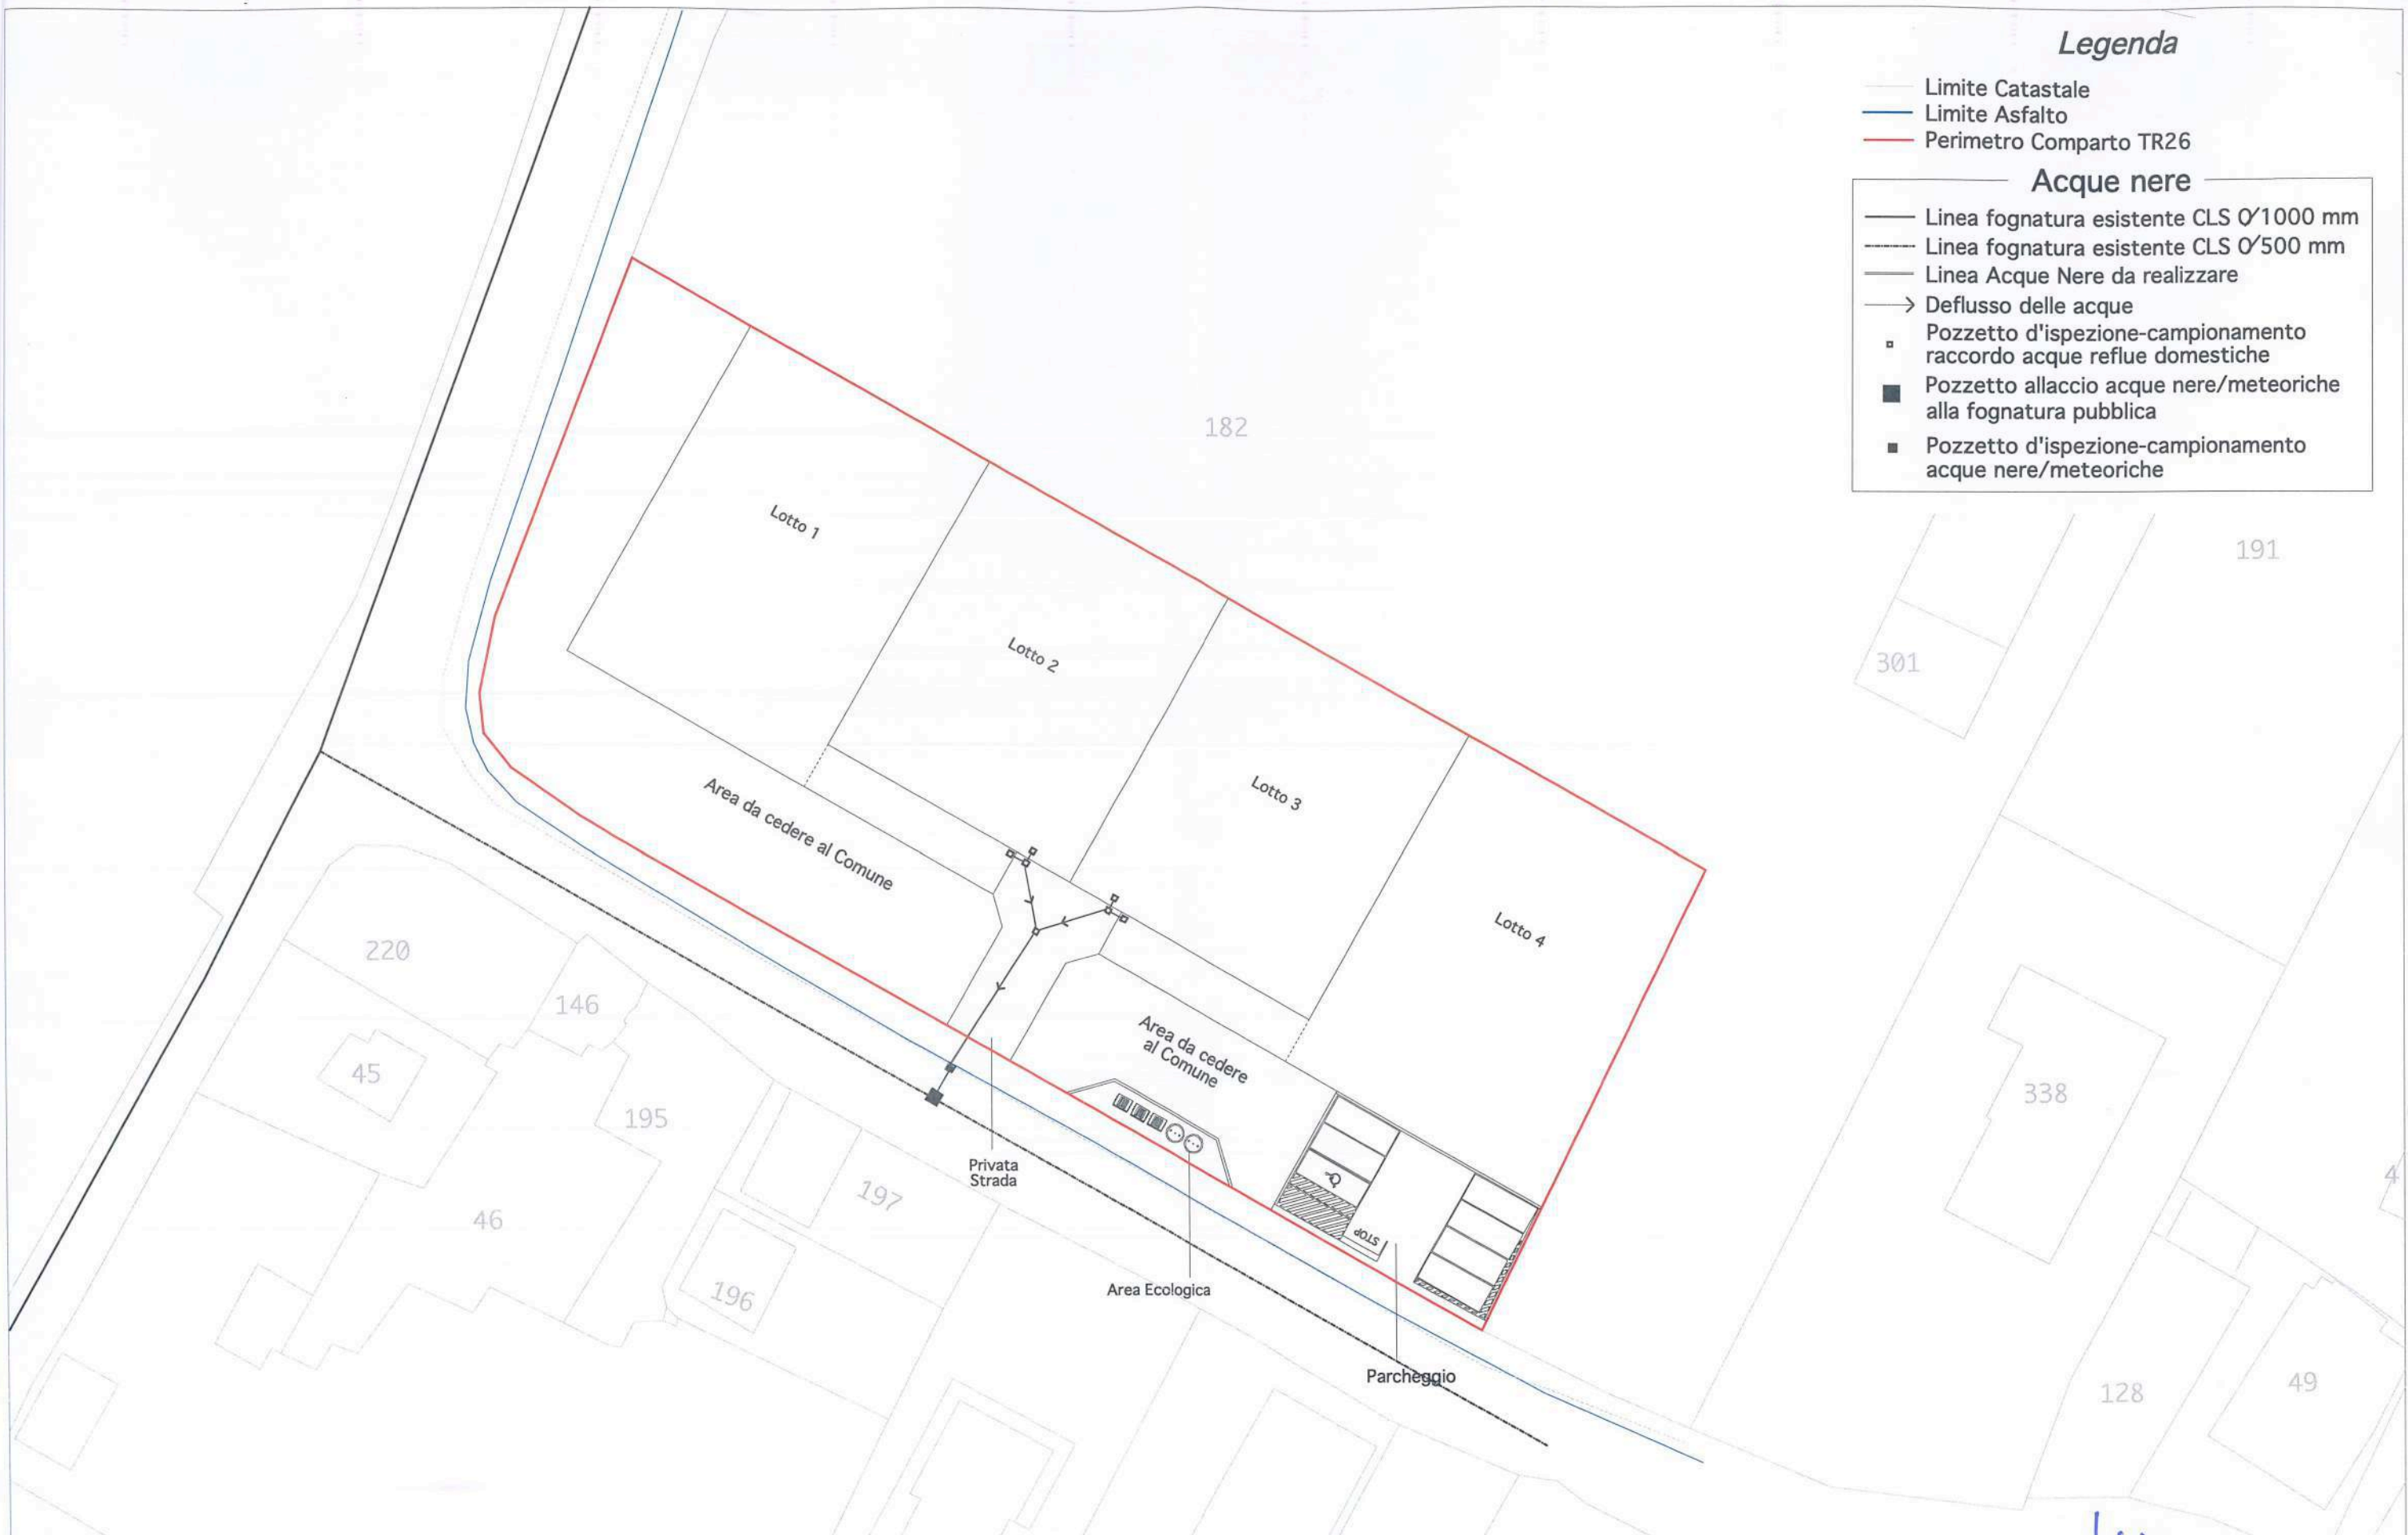 Legenda
Limite Catastale
Limite Asfalto
Perimetro Comparto TR26
Acque nere
Linea fognatura esistente CLS Ø 1000 mm
Linea fognatura esistente CLS Ø 500 mm
Linea Acque Nere da realizzare
Deflusso delle acque
Pozzetto d'ispezione-campionamento
raccordo acque reflue domestiche
Pozzetto allaccio acque nere/meteoriche
alla fognatura pubblica
Pozzetto d'ispezione-campionamento
acque nere/meteoriche
182
191
301
Lotto 1
Lotto 2
Lotto 3
Lotto 4
Area da cedere al Comune
Area da cedere
al Comune
220
146
45
195
46
197
196
338
4
128
49
Privata
Strada
Area Ecologica
STOP
Parcheggio